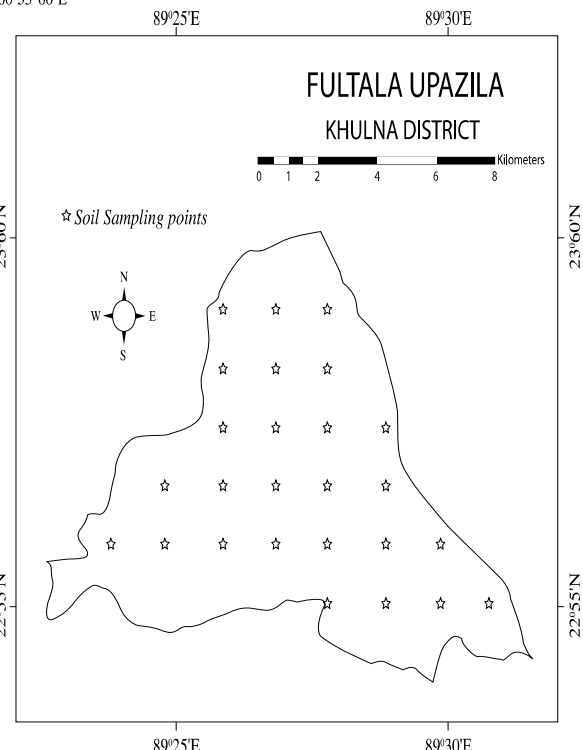 89⁰25'E 89⁰30'E
FULTALA UPAZILA
KHULNA DISTRICT
Kilometers
0 1 2 4 6 8
Soil Sampling points
23⁰60'N 23⁰60'N
N
W E
S
22⁰55'N 22⁰55'N
89⁰25'E 89⁰30'E